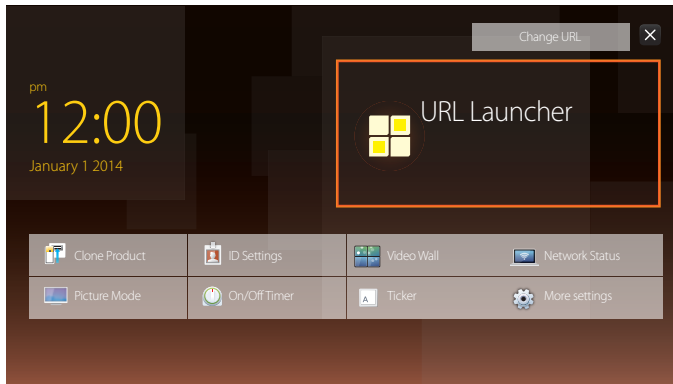 Change URL
pm
12:00
January 1 2014
URL Launcher
Clone Product
ID Settings
Video Wall
Network Status
Picture Mode
On/Off Timer
A
Ticker
More settings